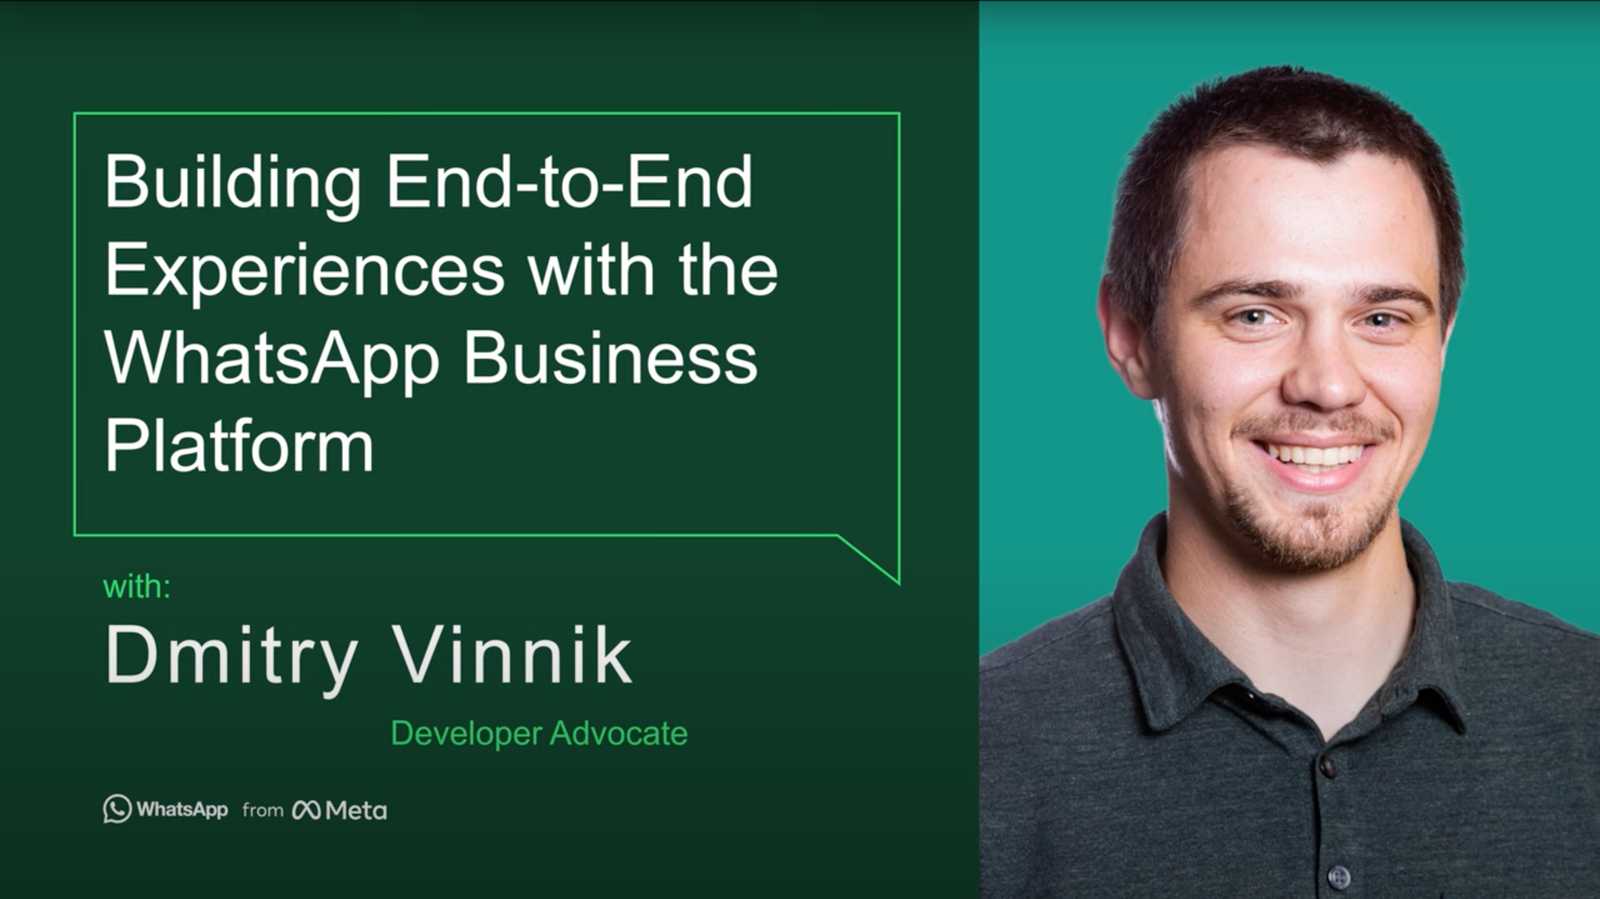 Building End-to-End
Experiences with the
WhatsApp Business
Platform
with:
Dmitry Vinnik
Developer Advocate
WhatsApp from Meta